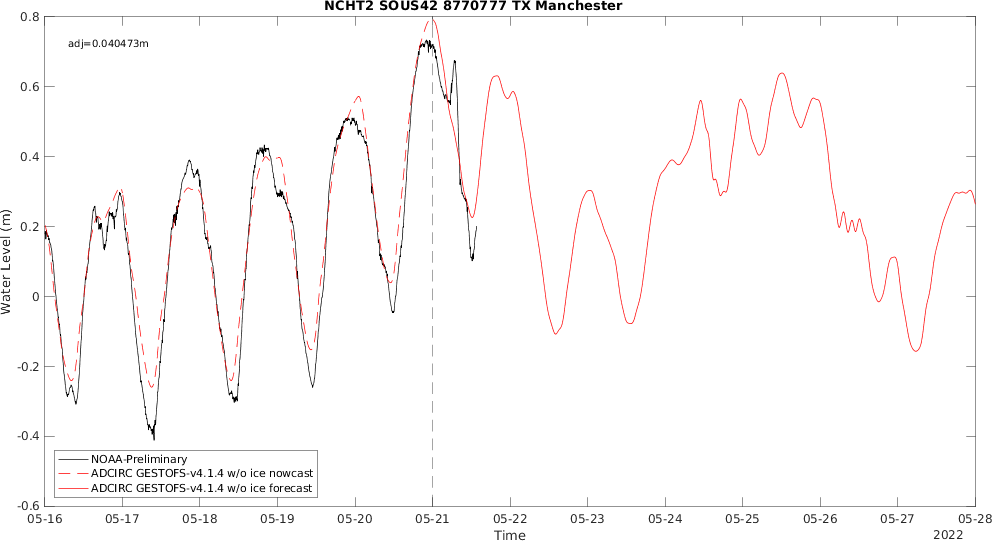 NCHT2 SOUS42 8770777 TX Manchester
adj=0.040473m
0.8
0.6
0.4
0.2
0
-0.2
-0.4
-0.6
Water Level (m)
NOAA-Preliminary
ADCIRC GESTOFS-v4.1.4 w/o ice nowcast
ADCIRC GESTOFS-v4.1.4 w/o ice forecast
05-16 05-17 05-18 05-19 05-20 05-21 05-22 05-23 05-24 05-25 05-26 05-27 05-28
Time
2022